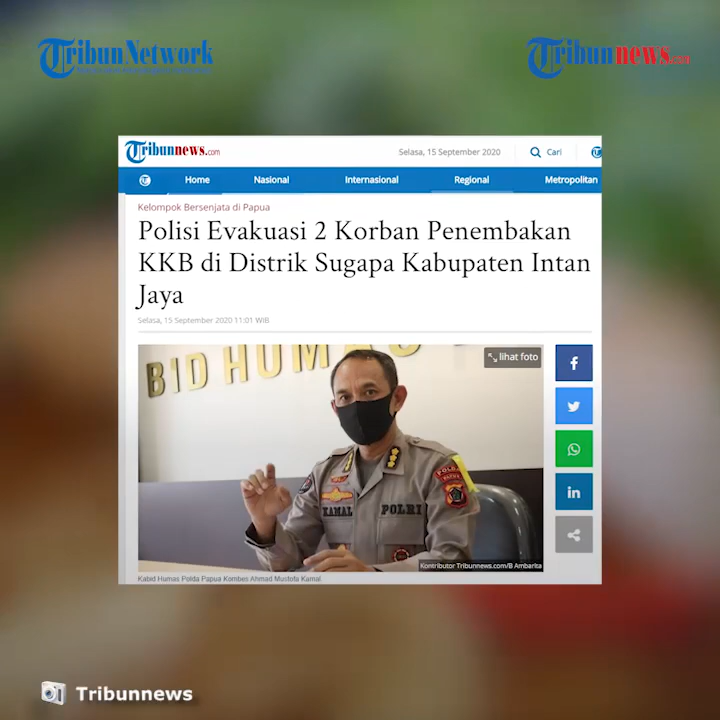 TribunNetwork
Tribunnews.com
Tribunnews.com
Selasa, 15 September 2020
Cari
Home Nasional Internasional Regional Metropolitan
Kelompok Bersenjata di Papua
Polisi Evakuasi 2 Korban Penembakan
KKB di Distrik Sugapa Kabupaten Intan
Jaya
Selasa, 15 September 2020 11:01 WIB
lihat foto
BID HUMAS
POLDA
PAPUA
KAMAL POLRI
Kontributor Tribunnews.com/B Ambarita
Kabid Humas Polda Papua Kombes Ahmad Mustofa Kamal
Tribunnews